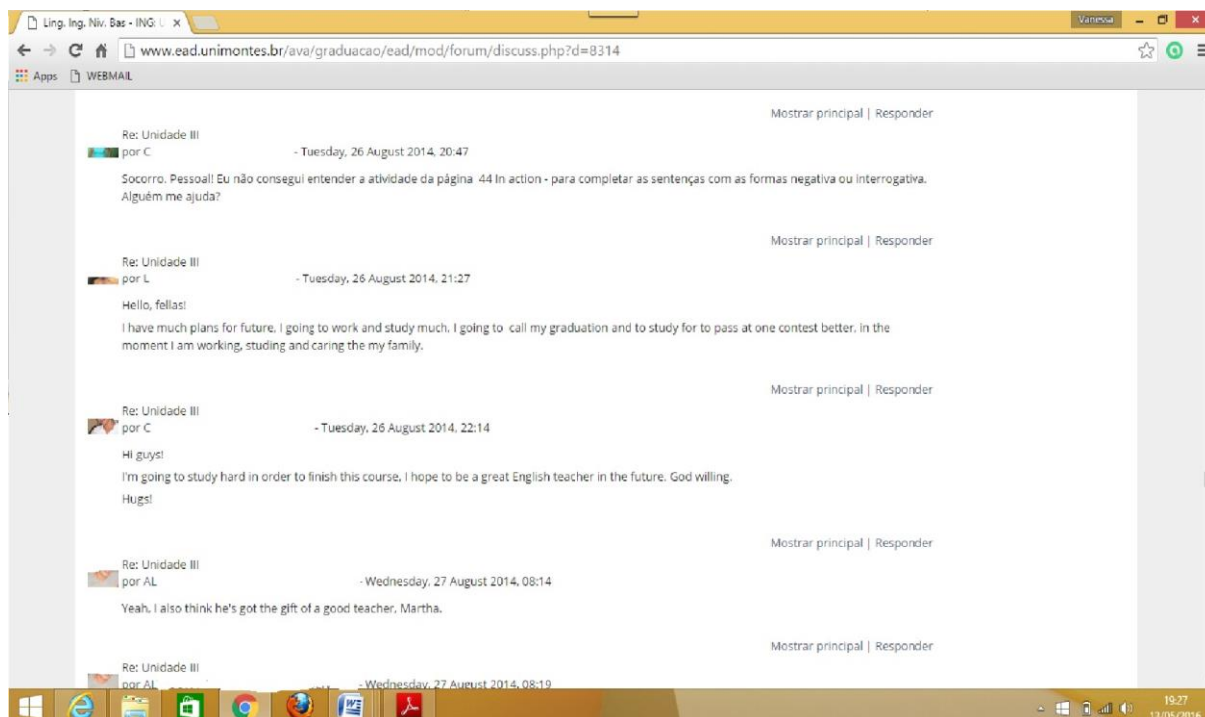 Ling. Ing. Niv. Bas - ING:
Vanessa
www.ead.unimontes.br/ava/graduacao/ead/mod/forum/discuss.php?d=8314
Apps WEBMAIL
Mostrar principal | Responder
Re: Unidade III
por C - Tuesday, 26 August 2014, 20:47
Socorro, Pessoal! Eu não consegui entender a atividade da página 44 In action - para completar as sentenças com as formas negativa ou interrogativa.
Alguém me ajuda?
Mostrar principal | Responder
Re: Unidade III
por L - Tuesday, 26 August 2014, 21:27
Hello, fellas!
I have much plans for future. I going to work and study much. I going to call my graduation and to study for to pass at one contest better. in the
moment I am working, studing and caring the my family.
Mostrar principal | Responder
Re: Unidade III
por C - Tuesday, 26 August 2014, 22:14
Hi guys!
I'm going to study hard in order to finish this course, I hope to be a great English teacher in the future. God willing.
Hugs!
Mostrar principal | Responder
Re: Unidade III
por AL - Wednesday, 27 August 2014, 08:14
Yeah. I also think he's got the gift of a good teacher, Martha.
Mostrar principal | Responder
Re: Unidade III
por AL - Wednesday, 27 August 2014, 08:19
19:27
12/05/2016